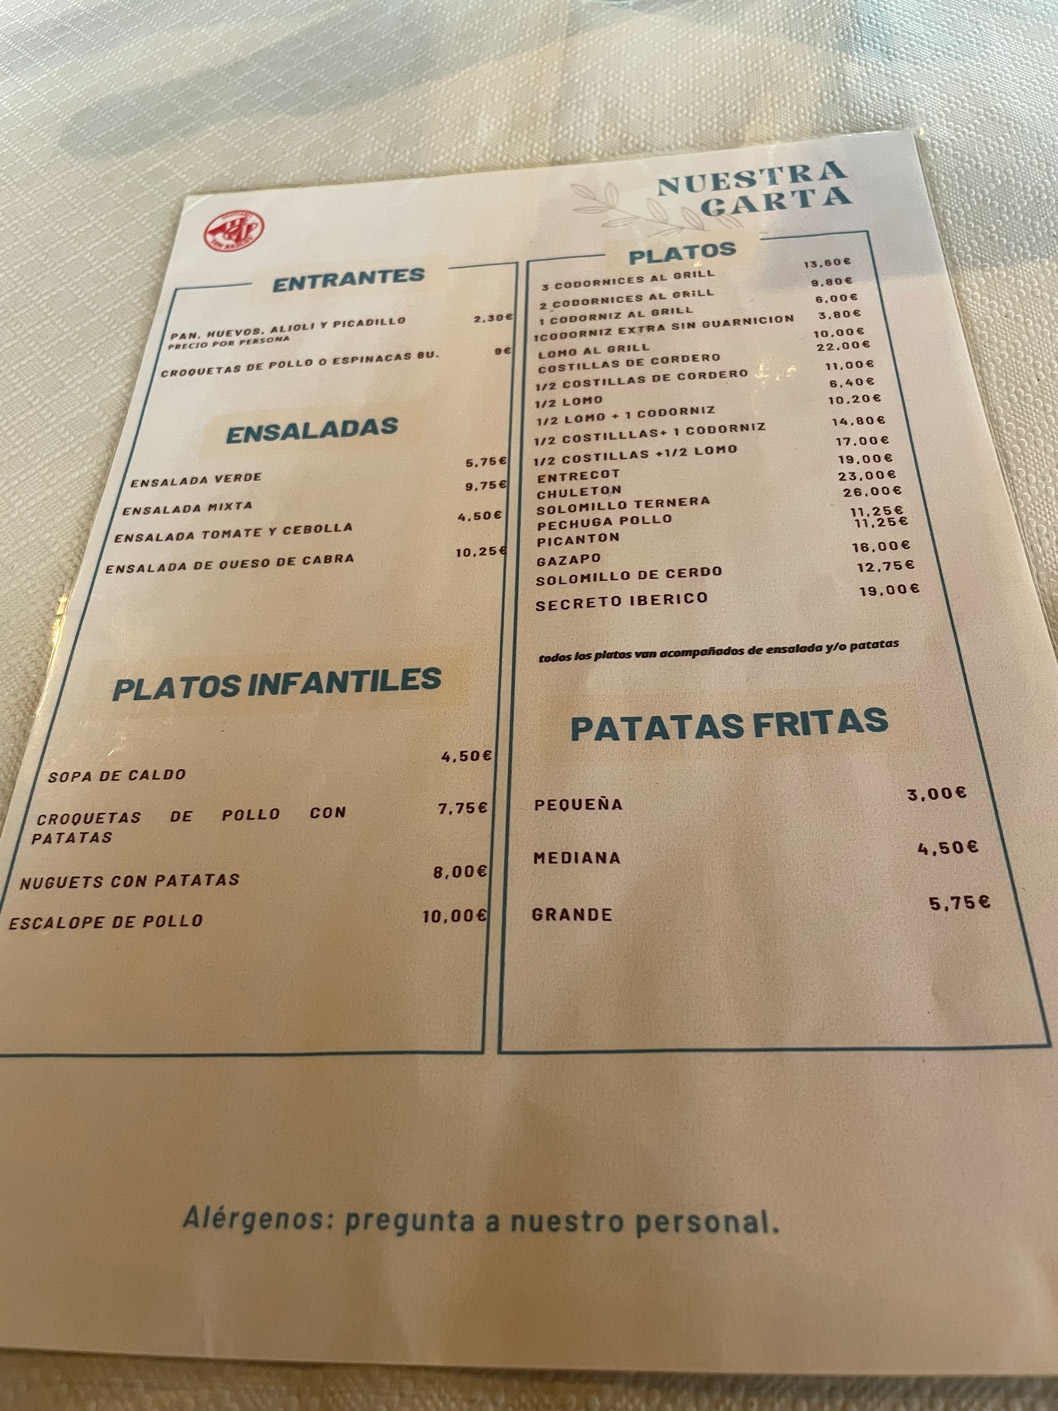 NUESTRA
CARTA
ENTRANTES
PAN, HUEVOS, ALIOLI Y PICADILLO 2.30€
PRECIO POR PERSONA
CROQUETAS DE POLLO O ESPINACAS 8U. 9€
ENSALADAS
ENSALADA VERDE 5,75€
ENSALADA MIXTA 9,75€
ENSALADA TOMATE Y CEBOLLA 4,50€
ENSALADA DE QUESO DE CABRA 10,25€
PLATOS INFANTILES
SOPA DE CALDO 4,50€
CROQUETAS DE POLLO CON 7,75€
PATATAS
NUGUETS CON PATATAS 8,00€
ESCALOPE DE POLLO 10,00€
PLATOS
3 CODORNICES AL GRILL 13,60€
2 CODORNICES AL GRILL 9,80€
1 CODORNIZ AL GRILL 6,00€
1CODORNIZ EXTRA SIN GUARNICION 3,80€
LOMO AL GRILL 10,00€
COSTILLAS DE CORDERO 22,00€
1/2 COSTILLAS DE CORDERO 11,00€
1/2 LOMO 6,40€
1/2 LOMO + 1 CODORNIZ 10,20€
1/2 COSTILLLAS+ 1 CODORNIZ 14,80€
1/2 COSTILLAS +1/2 LOMO 17,00€
ENTRECOT 19,00€
CHULETON 23,00€
SOLOMILLO TERNERA 26,00€
PECHUGA POLLO 11,25€
PICANTON 11,25€
GAZAPO 16,00€
SOLOMILLO DE CERDO 12,75€
SECRETO IBERICO 19,00€
todos los platos van acompañados de ensalada y/o patatas
PATATAS FRITAS
PEQUEÑA 3,00€
MEDIANA 4,50€
GRANDE 5,75€
Alérgenos: pregunta a nuestro personal.